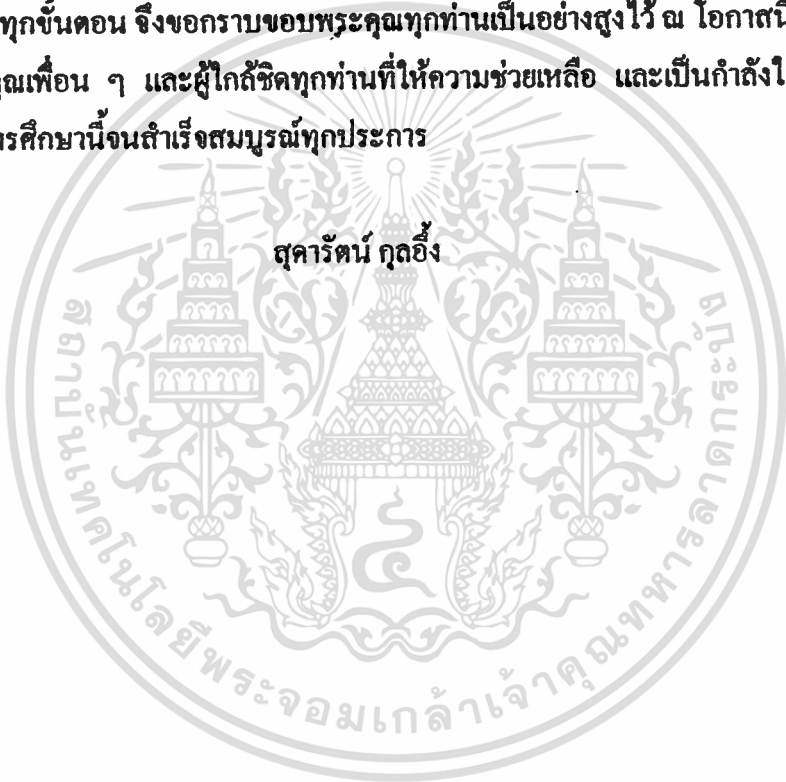 ทุกขั้นตอน จึงขอกราบขอบพระคุณทุกท่านเป็นอย่างสูงไว้ ณ โอกาสนี้
คุณเพื่อน ๆ และผู้ใกล้ชิดทุกท่านที่ให้ความช่วยเหลือ และเป็นกำลังใ
ารศึกษานี้จนสำเร็จสมบูรณ์ทุกประการ
สุดารัตน์ กุลอึ้ง
สถาบันเทคโนโลยีพระจอมเกล้าเจ้าคุณทหารลาดกระบัง
๔